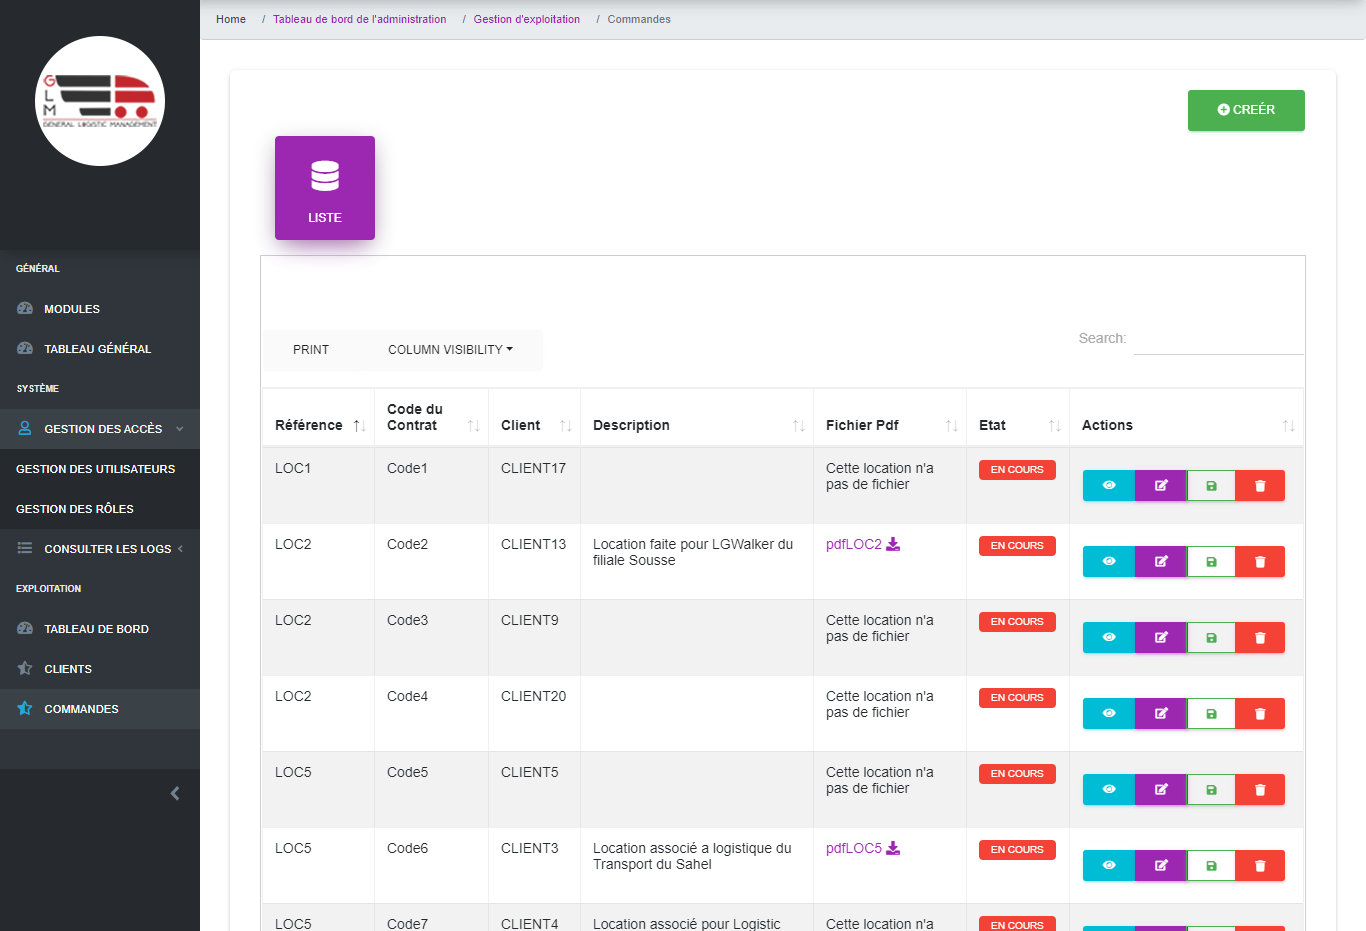 Home / Tableau de bord de l'administration / Gestion d'exploitation / Commandes
G
L
M
GENERAL LOGISTIC MANAGEMENT
GÉNÉRAL
MODULES
TABLEAU GÉNÉRAL
SYSTÈME
GESTION DES ACCÈS
GESTION DES UTILISATEURS
GESTION DES RÔLES
CONSULTER LES LOGS
EXPLOITATION
TABLEAU DE BORD
CLIENTS
COMMANDES
CREÉR
LISTE
PRINT COLUMN VISIBILITY
Search:
Référence Code du Contrat Client Description Fichier Pdf Etat Actions
LOC1 Code1 CLIENT17 Cette location n'a EN COURS
pas de fichier
LOC2 Code2 CLIENT13 Location faite pour LGWalker du pdfLOC2 EN COURS
filiale Sousse
LOC2 Code3 CLIENT9 Cette location n'a EN COURS
pas de fichier
LOC2 Code4 CLIENT20 Cette location n'a EN COURS
pas de fichier
LOC5 Code5 CLIENT5 Cette location n'a EN COURS
pas de fichier
LOC5 Code6 CLIENT3 Location associé a logistique du pdfLOC5 EN COURS
Transport du Sahel
LOC5 Code7 CLIENT4 Location associé pour Logistic Cette location n'a EN COURS